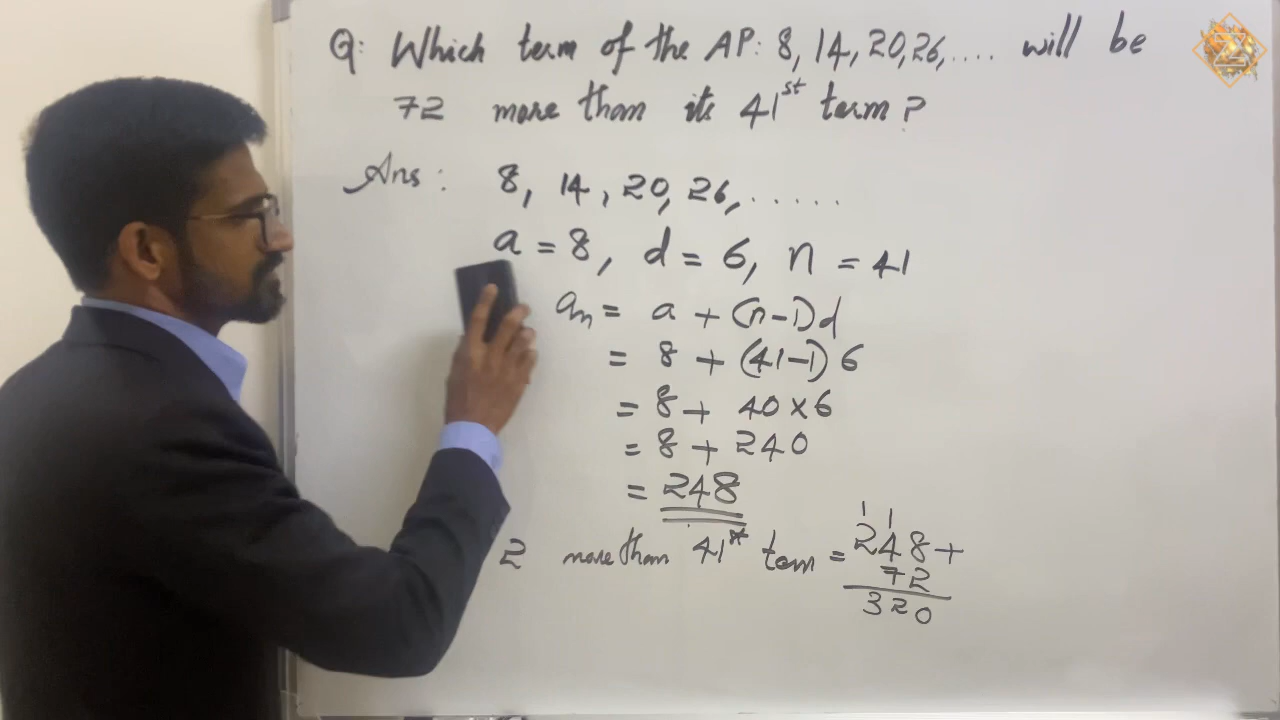 Q: Which term of the AP: 8, 14, 20, 26, .... will be
72 more than its 41st term?
Ans: 8, 14, 20, 26, ......
a = 8, d = 6, n = 41
an = a + (n-1)d
= 8 + (41-1) 6
= 8 + 40 × 6
= 8 + 240
= 248
2 more than 41st term = 248 +
72
320